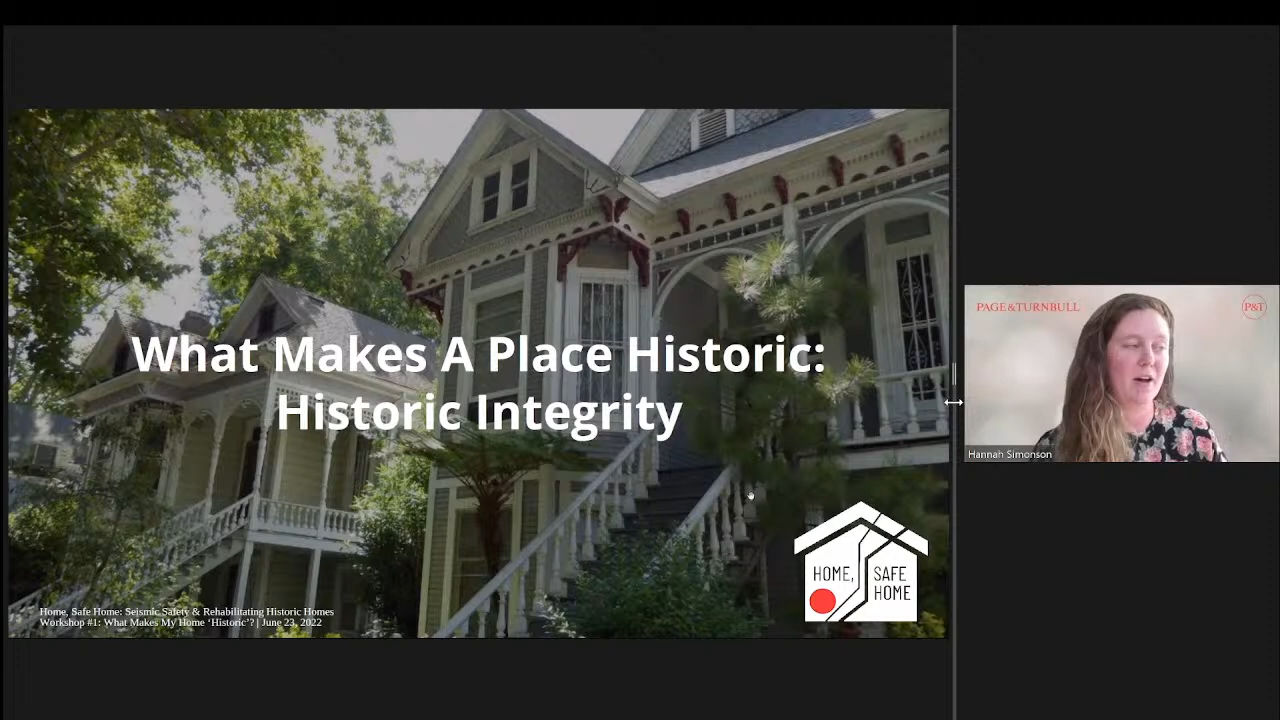 What Makes A Place Historic:
Historic Integrity
HOME, SAFE
HOME
Home, Safe Home: Seismic Safety & Rehabilitating Historic Homes
Workshop #1: What Makes My Home ‘Historic’? | June 23, 2022
PAGE & TURNBULL
P&T
Hannah Simonson